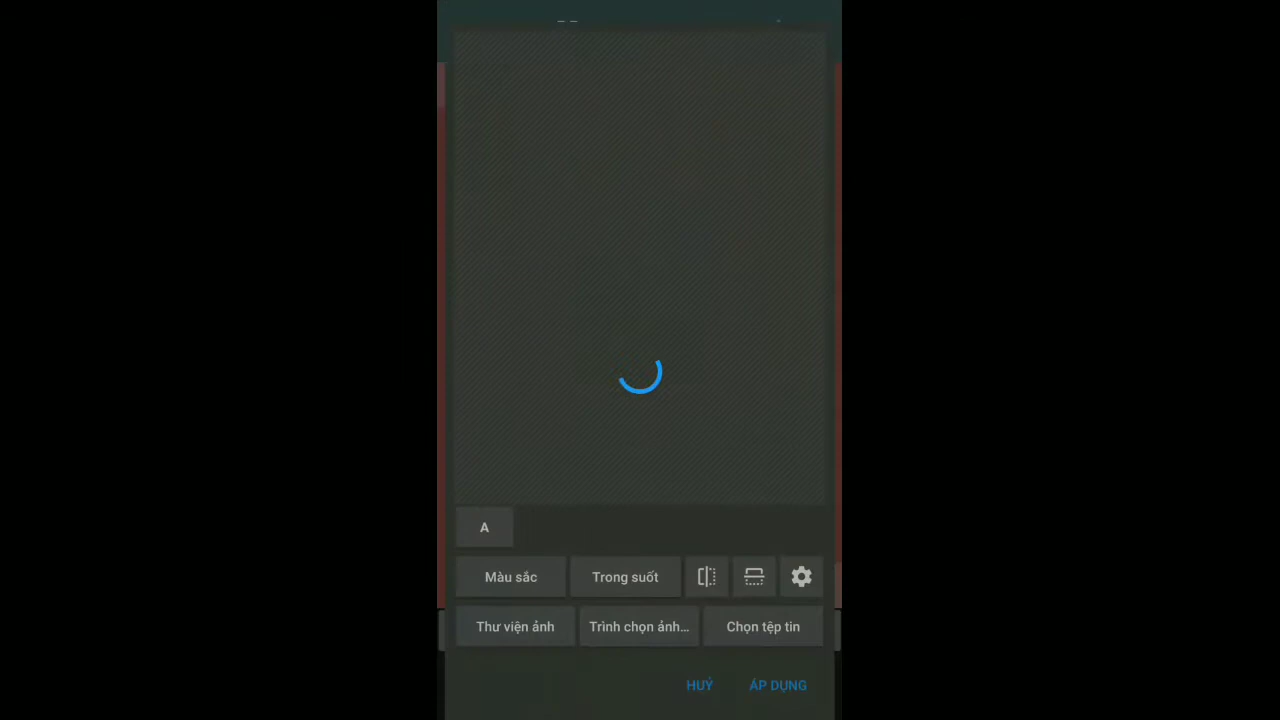 A
Màu sắc Trong suốt
Thư viện ảnh Trình chọn ảnh... Chọn tệp tin
HUỶ ÁP DỤNG